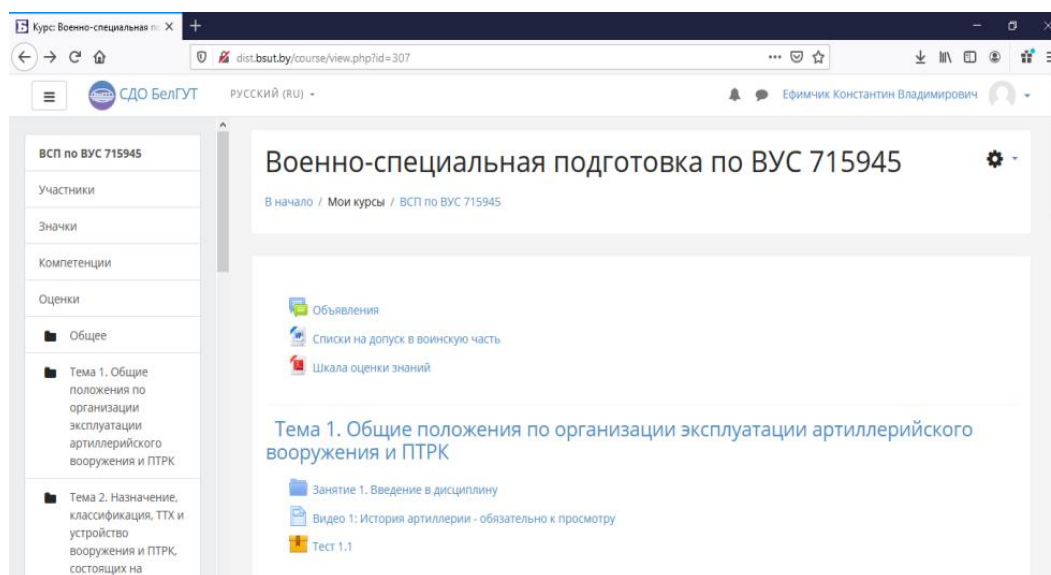 Курс: Военно-специальная по
dist.bsut.by/course/view.php?id=307
СДО БелГУТ
РУССКИЙ (RU)
Ефимчик Константин Владимирович
ВСП по ВУС 715945
Участники
Значки
Компетенции
Оценки
Общее
Тема 1. Общие
положения по
организации
эксплуатации
артиллерийского
вооружения и ПТРК
Тема 2. Назначение,
классификация, ТТХ и
устройство
вооружения и ПТРК,
состоящих на
Военно-специальная подготовка по ВУС 715945
В начало / Мои курсы / ВСП по ВУС 715945
Объявления
Списки на допуск в воинскую часть
Шкала оценки знаний
Тема 1. Общие положения по организации эксплуатации артиллерийского
вооружения и ПТРК
Занятие 1. Введение в дисциплину
Видео 1: История артиллерии - обязательно к просмотру
Тест 1.1